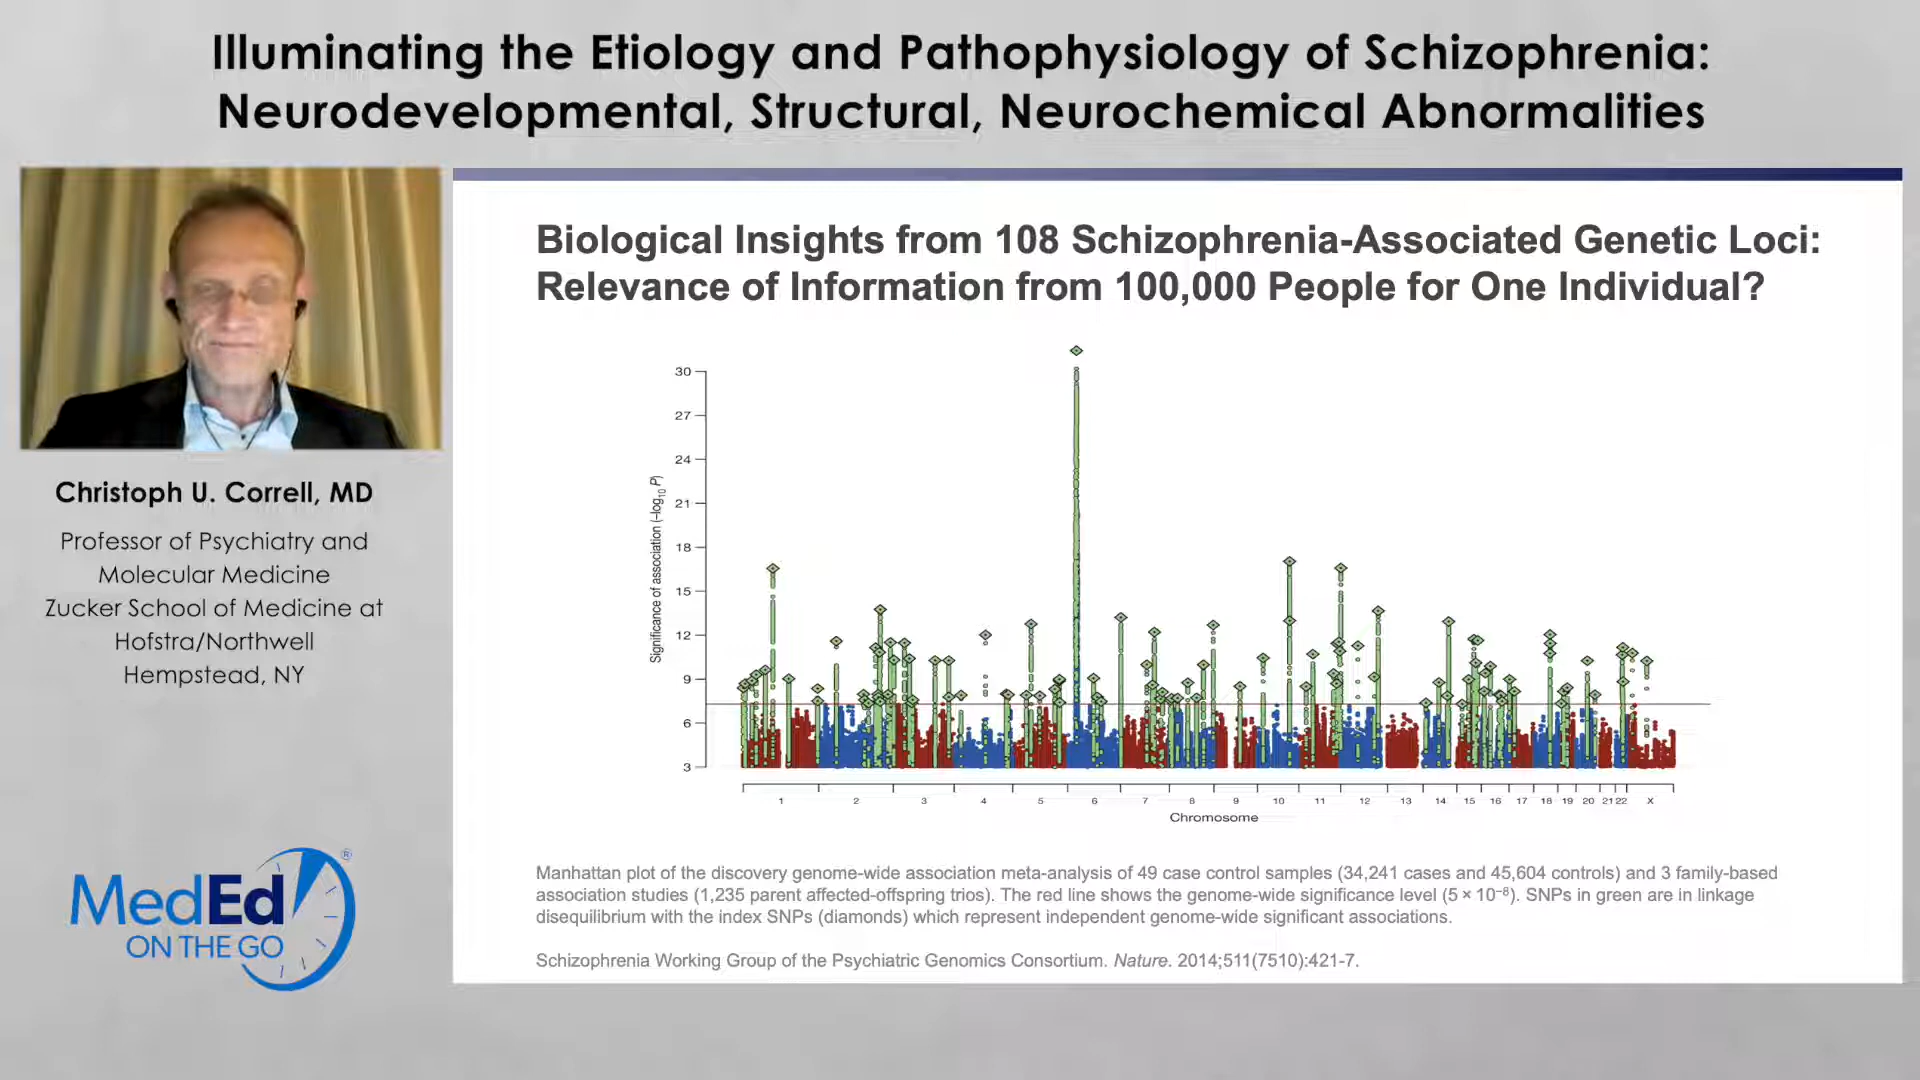 Illuminating the Etiology and Pathophysiology of Schizophrenia:
Neurodevelopmental, Structural, Neurochemical Abnormalities
Christoph U. Correll, MD
Professor of Psychiatry and
Molecular Medicine
Zucker School of Medicine at
Hofstra/Northwell
Hempstead, NY
MedEd®
ON THE GO
Biological Insights from 108 Schizophrenia-Associated Genetic Loci:
Relevance of Information from 100,000 People for One Individual?
Significance of association (–log10 P)
30
27
24
21
18
15
12
9
6
3
1 2 3 4 5 6 7 8 9 10 11 12 13 14 15 16 17 18 19 20 21 22 X
Chromosome
Manhattan plot of the discovery genome-wide association meta-analysis of 49 case control samples (34,241 cases and 45,604 controls) and 3 family-based
association studies (1,235 parent affected-offspring trios). The red line shows the genome-wide significance level (5 × 10⁻⁸). SNPs in green are in linkage
disequilibrium with the index SNPs (diamonds) which represent independent genome-wide significant associations.
Schizophrenia Working Group of the Psychiatric Genomics Consortium. Nature. 2014;511(7510):421-7.